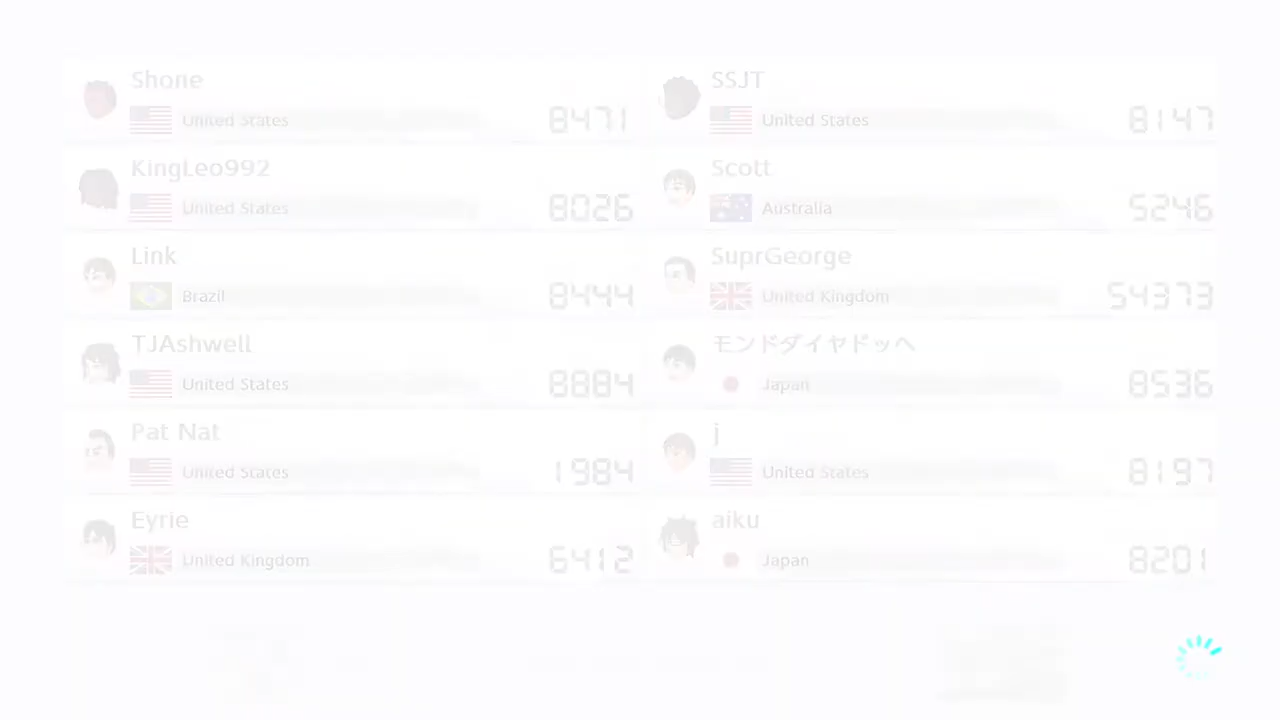 Shone
United States
8471
SSJT
United States
8147
KingLeo992
United States
8026
Scott
Australia
5246
Link
Brazil
8444
SuprGeorge
United Kingdom
54373
TJAshwell
United States
8884
モンドダイヤドッヘ
Japan
8536
Pat Nat
United States
1984
j
United States
8197
Eyrie
United Kingdom
6412
aiku
Japan
8201